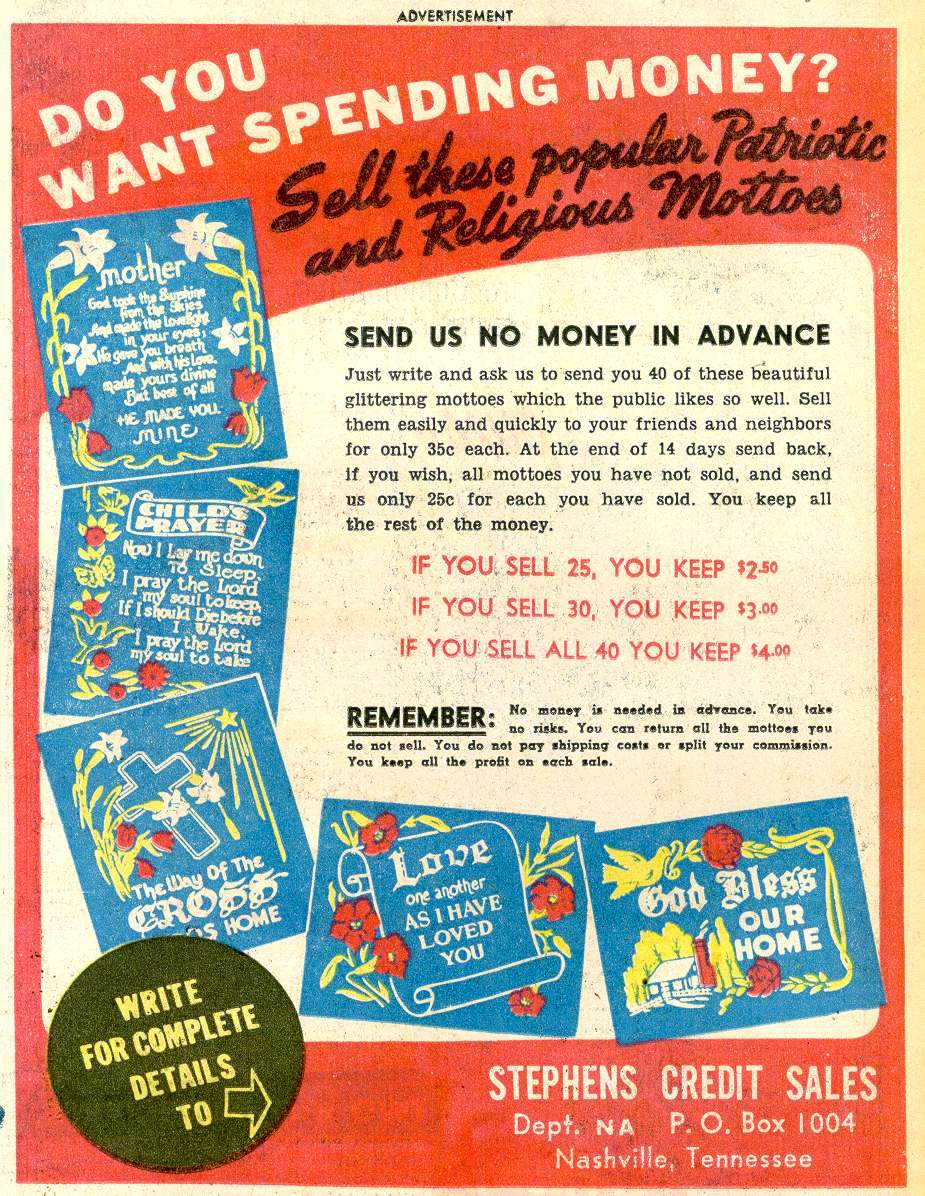 ADVERTISEMENT
DO YOU
WANT SPENDING MONEY?
Sell these popular Patriotic
and Religious Mottoes
mother
God took the Sunshine
from the Skies
And made the Lovelight
in your eyes;
He gave you breath
And with his Love,
made yours divine
But best of all
HE MADE YOU
MINE
SEND US NO MONEY IN ADVANCE
Just write and ask us to send you 40 of these beautiful
glittering mottoes which the public likes so well. Sell
them easily and quickly to your friends and neighbors
for only 35c each. At the end of 14 days send back,
if you wish, all mottoes you have not sold, and send
us only 25c for each you have sold. You keep all
the rest of the money.
IF YOU SELL 25, YOU KEEP $2.50
IF YOU SELL 30, YOU KEEP $3.00
IF YOU SELL ALL 40 YOU KEEP $4.00
CHILD'S
PRAYER
Now I Lay me down
To Sleep,
I pray the Lord
my soul to keep,
If I should Die before
I Wake,
I pray the Lord
my soul to take
REMEMBER: No money is needed in advance. You take
no risks. You can return all the mottoes you
do not sell. You do not pay shipping costs or split your commission.
You keep all the profit on each sale.
The Way Of The
CROSS
HOME
Love
one another
AS I HAVE
LOVED
YOU
God Bless
OUR
HOME
WRITE
FOR COMPLETE
DETAILS
TO
STEPHENS CREDIT SALES
Dept. NA P. O. Box 1004
Nashville, Tennessee